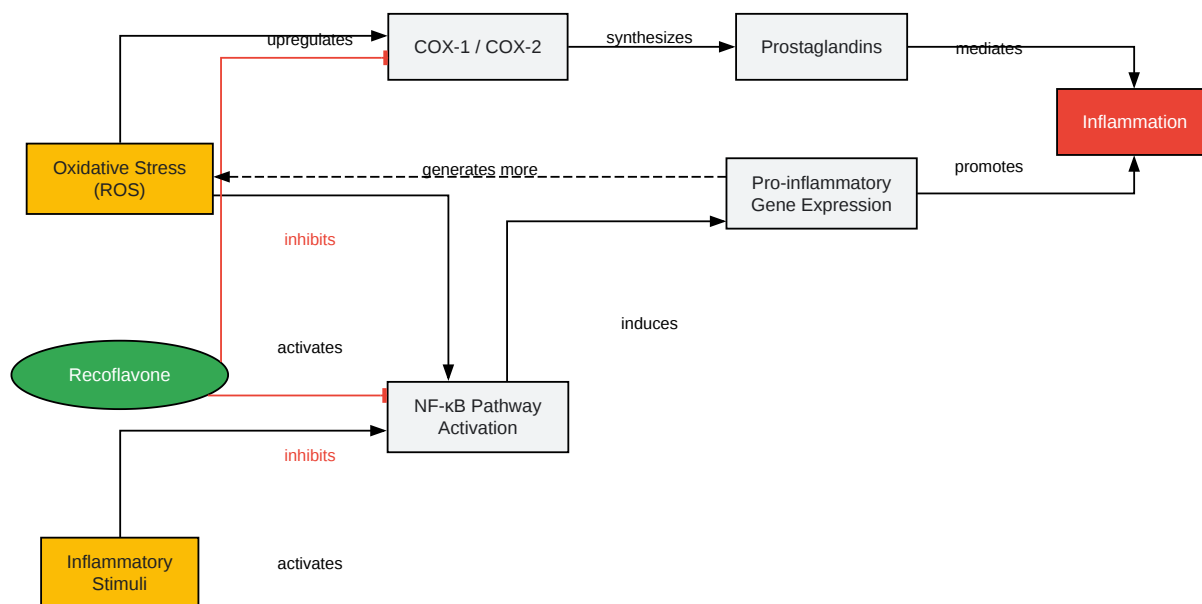 upregulates
COX-1 / COX-2
synthesizes
Prostaglandins
mediates
Inflammation
Oxidative Stress
(ROS)
generates more
Pro-inflammatory
Gene Expression
promotes
inhibits
induces
activates
Recoflavone
NF-κB Pathway
Activation
inhibits
Inflammatory
Stimuli
activates